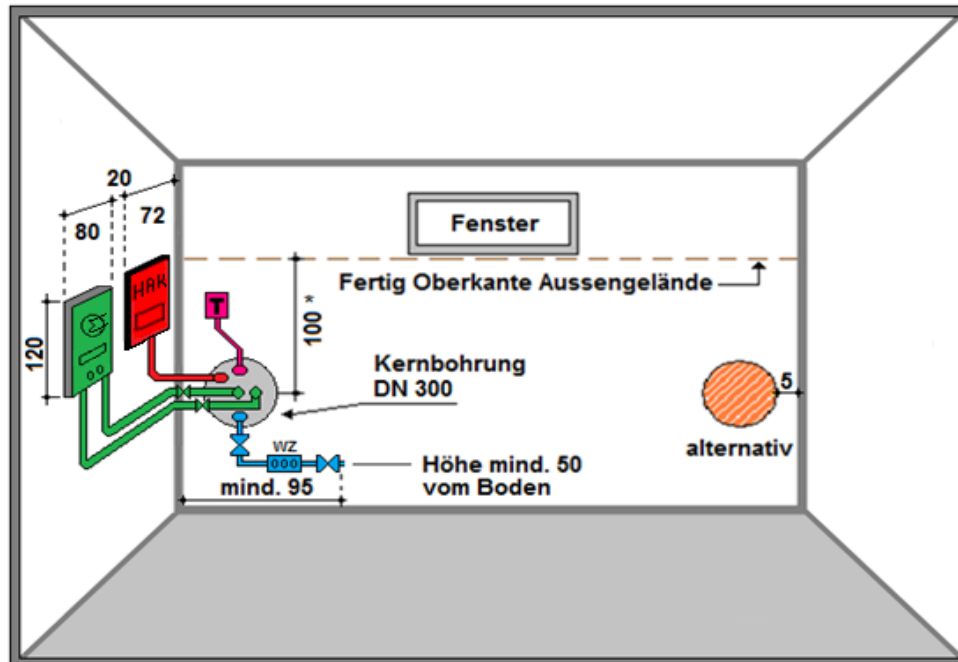 20
72
80
Fenster
Fertig Oberkante Aussengelände
HAK
T
100 *
120
Kernbohrung
DN 300
5
alternativ
WZ
Höhe mind. 50
vom Boden
mind. 95